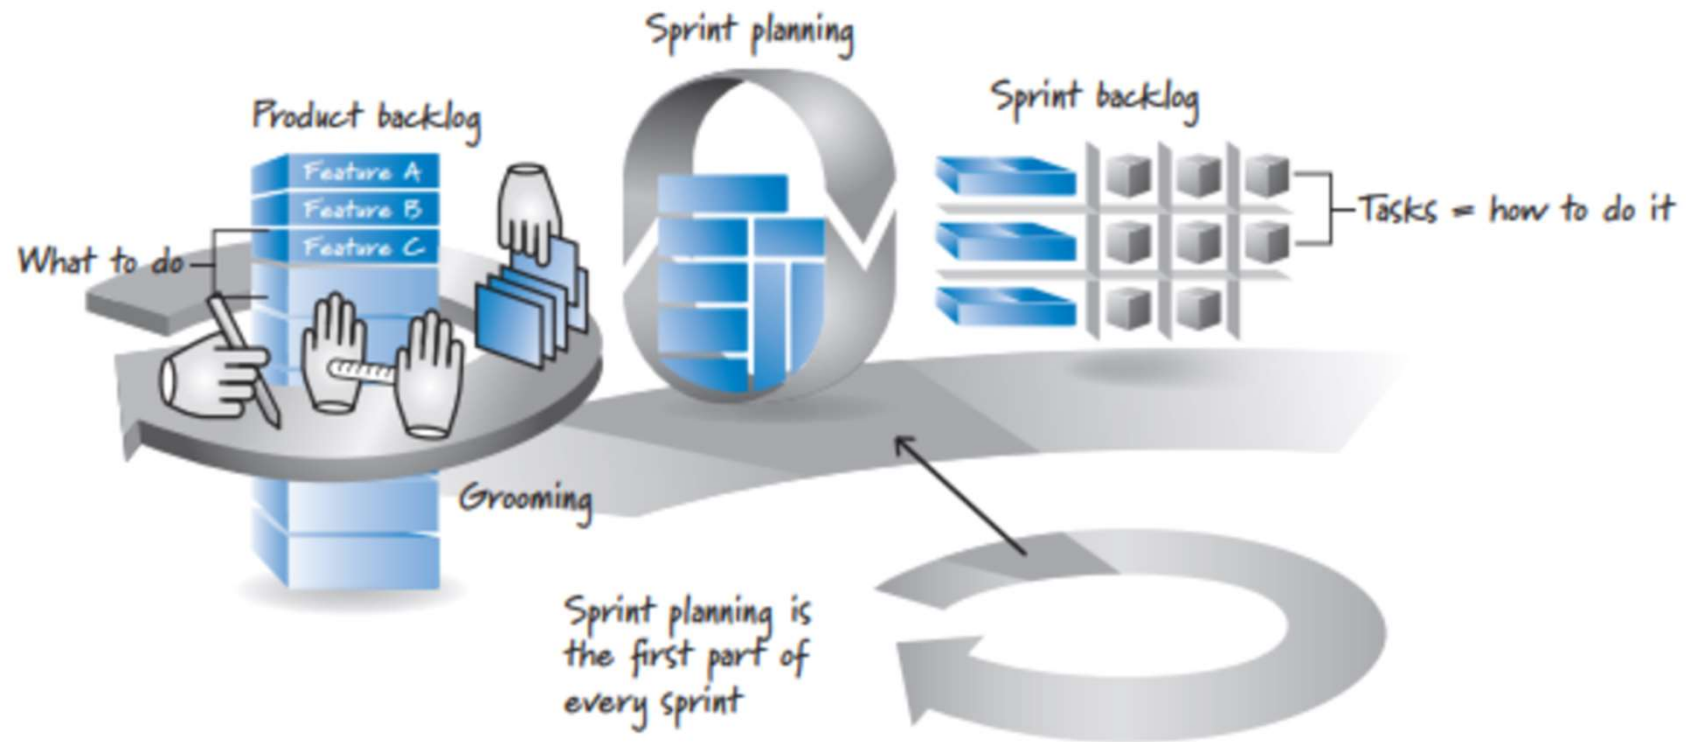 Sprint planning
Product backlog
Sprint backlog
Feature A
Feature B
Feature C
What to do
Tasks = how to do it
Grooming
Sprint planning is
the first part of
every sprint